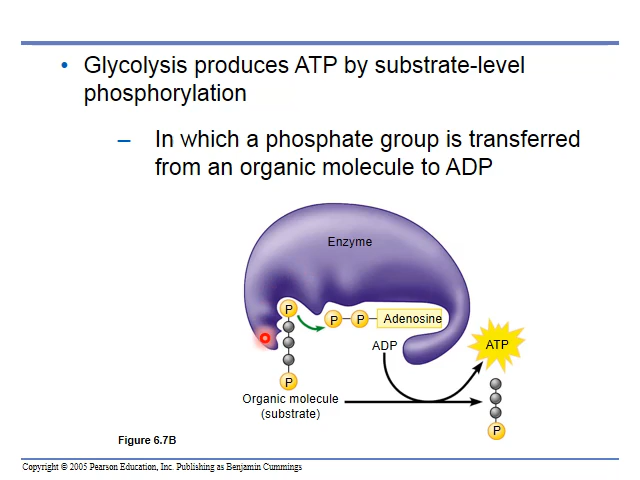 • Glycolysis produces ATP by substrate-level
phosphorylation
– In which a phosphate group is transferred
from an organic molecule to ADP
Enzyme
P
P P Adenosine
ADP
ATP
P
Organic molecule
(substrate)
P
Figure 6.7B
Copyright © 2005 Pearson Education, Inc. Publishing as Benjamin Cummings